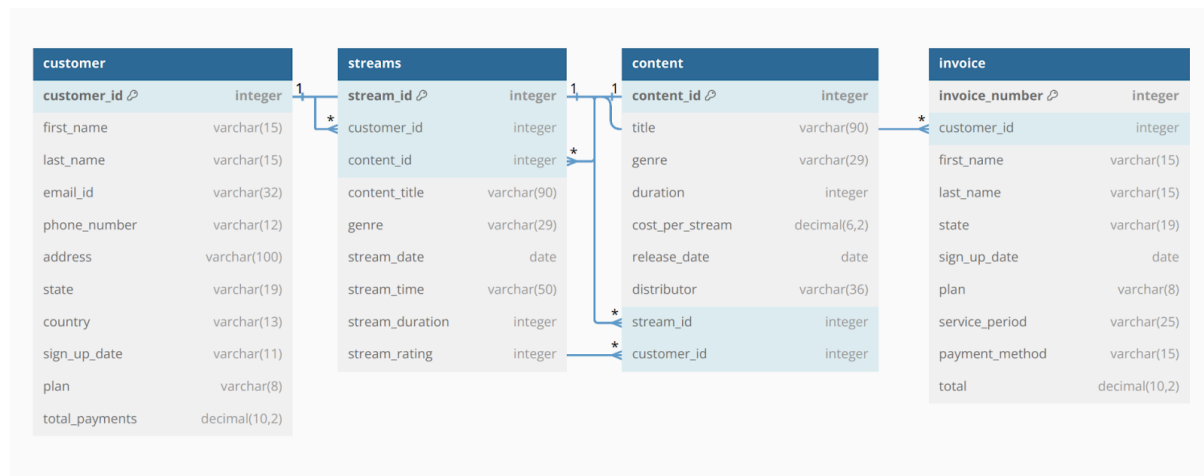 customer
customer_id integer
first_name varchar(15)
last_name varchar(15)
email_id varchar(32)
phone_number varchar(12)
address varchar(100)
state varchar(19)
country varchar(13)
sign_up_date varchar(11)
plan varchar(8)
total_payments decimal(10,2)
1
*
streams
stream_id integer
customer_id integer
content_id integer
content_title varchar(90)
genre varchar(29)
stream_date date
stream_time varchar(50)
stream_duration integer
stream_rating integer
1
1
*
*
*
content
content_id integer
title varchar(90)
genre varchar(29)
duration integer
cost_per_stream decimal(6,2)
release_date date
distributor varchar(36)
stream_id integer
customer_id integer
*
invoice
invoice_number integer
customer_id integer
first_name varchar(15)
last_name varchar(15)
state varchar(19)
sign_up_date date
plan varchar(8)
service_period varchar(25)
payment_method varchar(15)
total decimal(10,2)